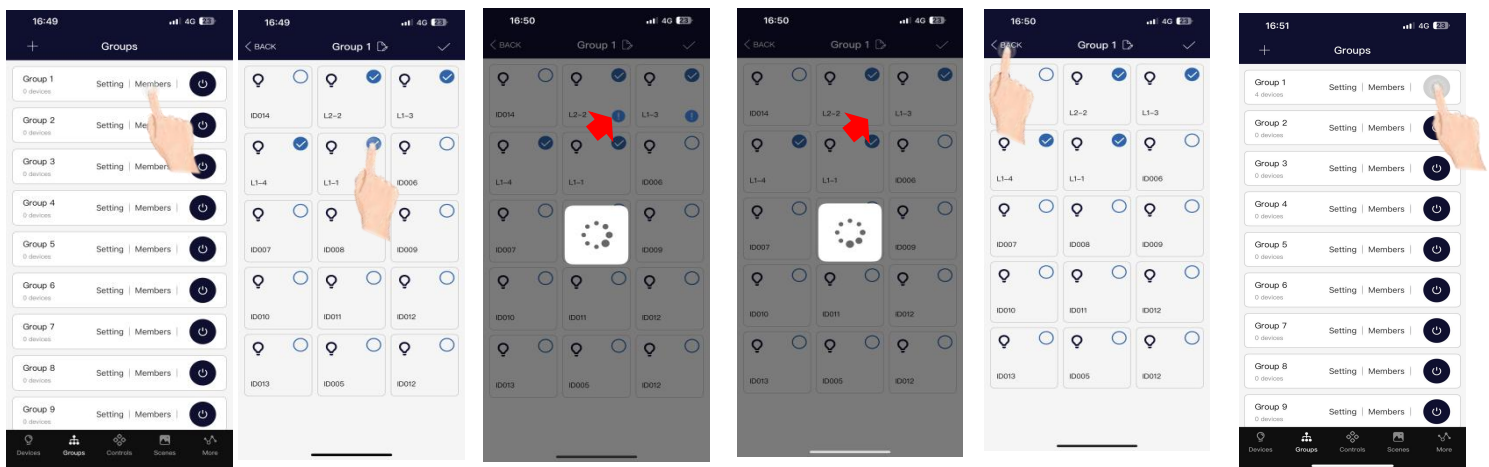 16:49
4G 23
+ Groups
Group 1
0 devices
Setting | Members |
Group 2
0 devices
Setting | Me
Group 3
0 devices
Setting | Members
Group 4
0 devices
Setting | Members |
Group 5
0 devices
Setting | Members |
Group 6
0 devices
Setting | Members |
Group 7
0 devices
Setting | Members |
Group 8
0 devices
Setting | Members |
Group 9
0 devices
Setting | Members |
Devices Groups Controls Scenes More
16:49
4G 23
< BACK Group 1
ID014 L2-2 L1-3
L1-4 L1-1 ID006
ID007 ID008 ID009
ID010 ID011 ID012
ID013 ID005 ID012
16:50
4G 23
< BACK Group 1
ID014 L2-2 ! L1-3 !
L1-4 L1-1 ID006
ID007 ID009
ID010 ID011 ID012
ID013 ID005 ID012
16:50
4G 23
< BACK Group 1
ID014 L2-2 L1-3
L1-4 L1-1 ID006
ID007 ID009
ID010 ID011 ID012
ID013 ID005 ID012
16:50
4G 23
< BACK Group 1
L2-2 L1-3
L1-4 L1-1 ID006
ID007 ID008 ID009
ID010 ID011 ID012
ID013 ID005 ID012
16:51
4G 23
+ Groups
Group 1
4 devices
Setting | Members |
Group 2
0 devices
Setting | Members |
Group 3
0 devices
Setting | Members |
Group 4
0 devices
Setting | Members |
Group 5
0 devices
Setting | Members |
Group 6
0 devices
Setting | Members |
Group 7
0 devices
Setting | Members |
Group 8
0 devices
Setting | Members |
Group 9
0 devices
Setting | Members |
Devices Groups Controls Scenes More